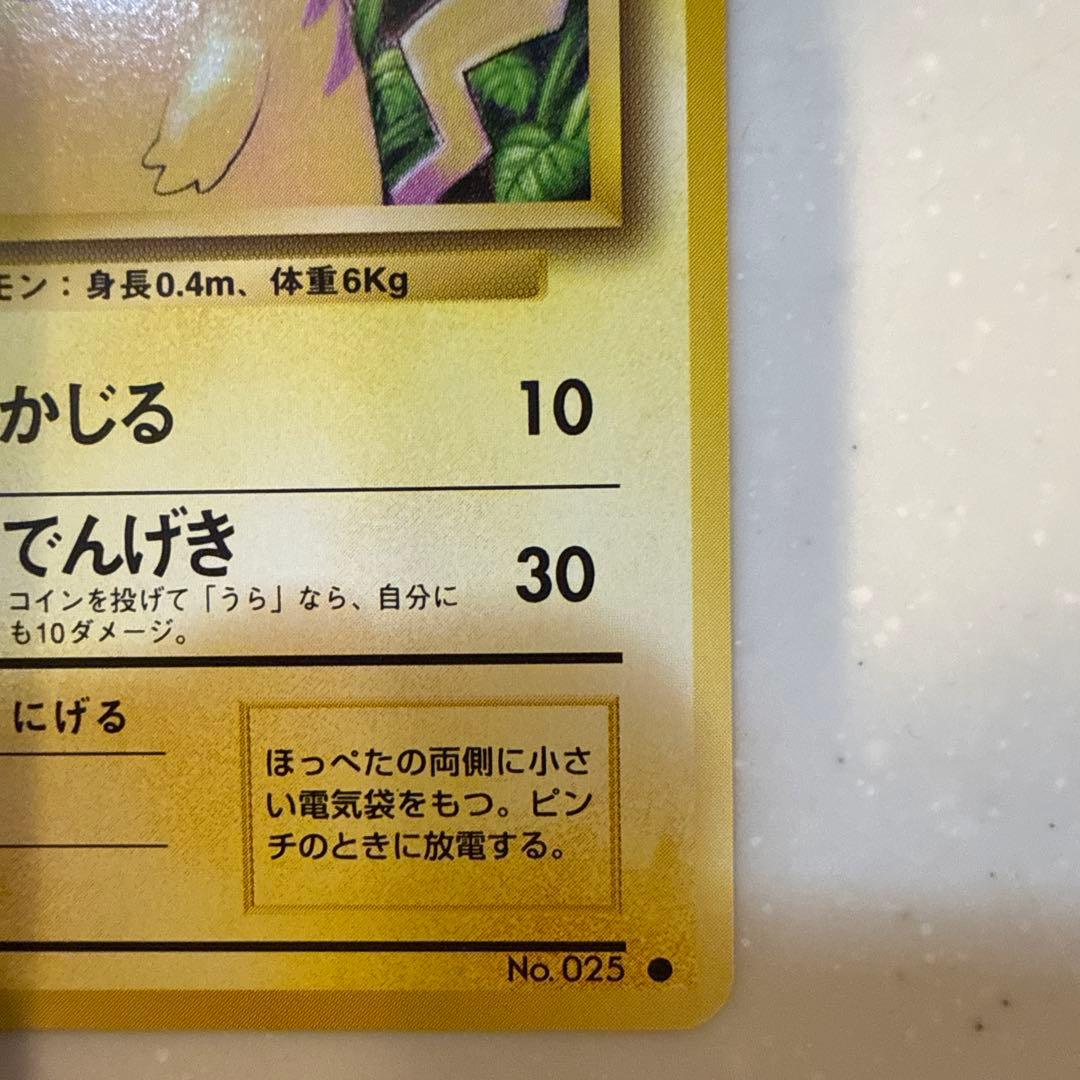 モン：身長0.4m、体重6Kg
かじる 10
でんげき 30
コインを投げて「うら」なら、自分に
も10ダメージ。
にげる
ほっぺたの両側に小さ
い電気袋をもつ。ピン
チのときに放電する。
No. 025